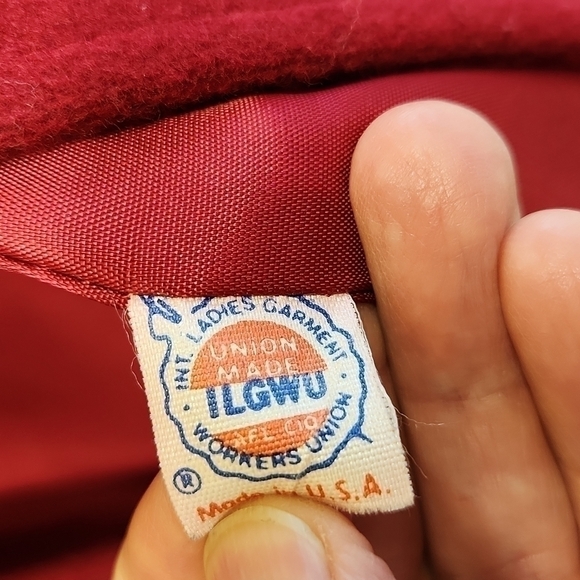 INT. LADIES GARMENT
UNION
MADE
ILGWU
AFL CIO
WORKERS UNION
®
Made in U.S.A.